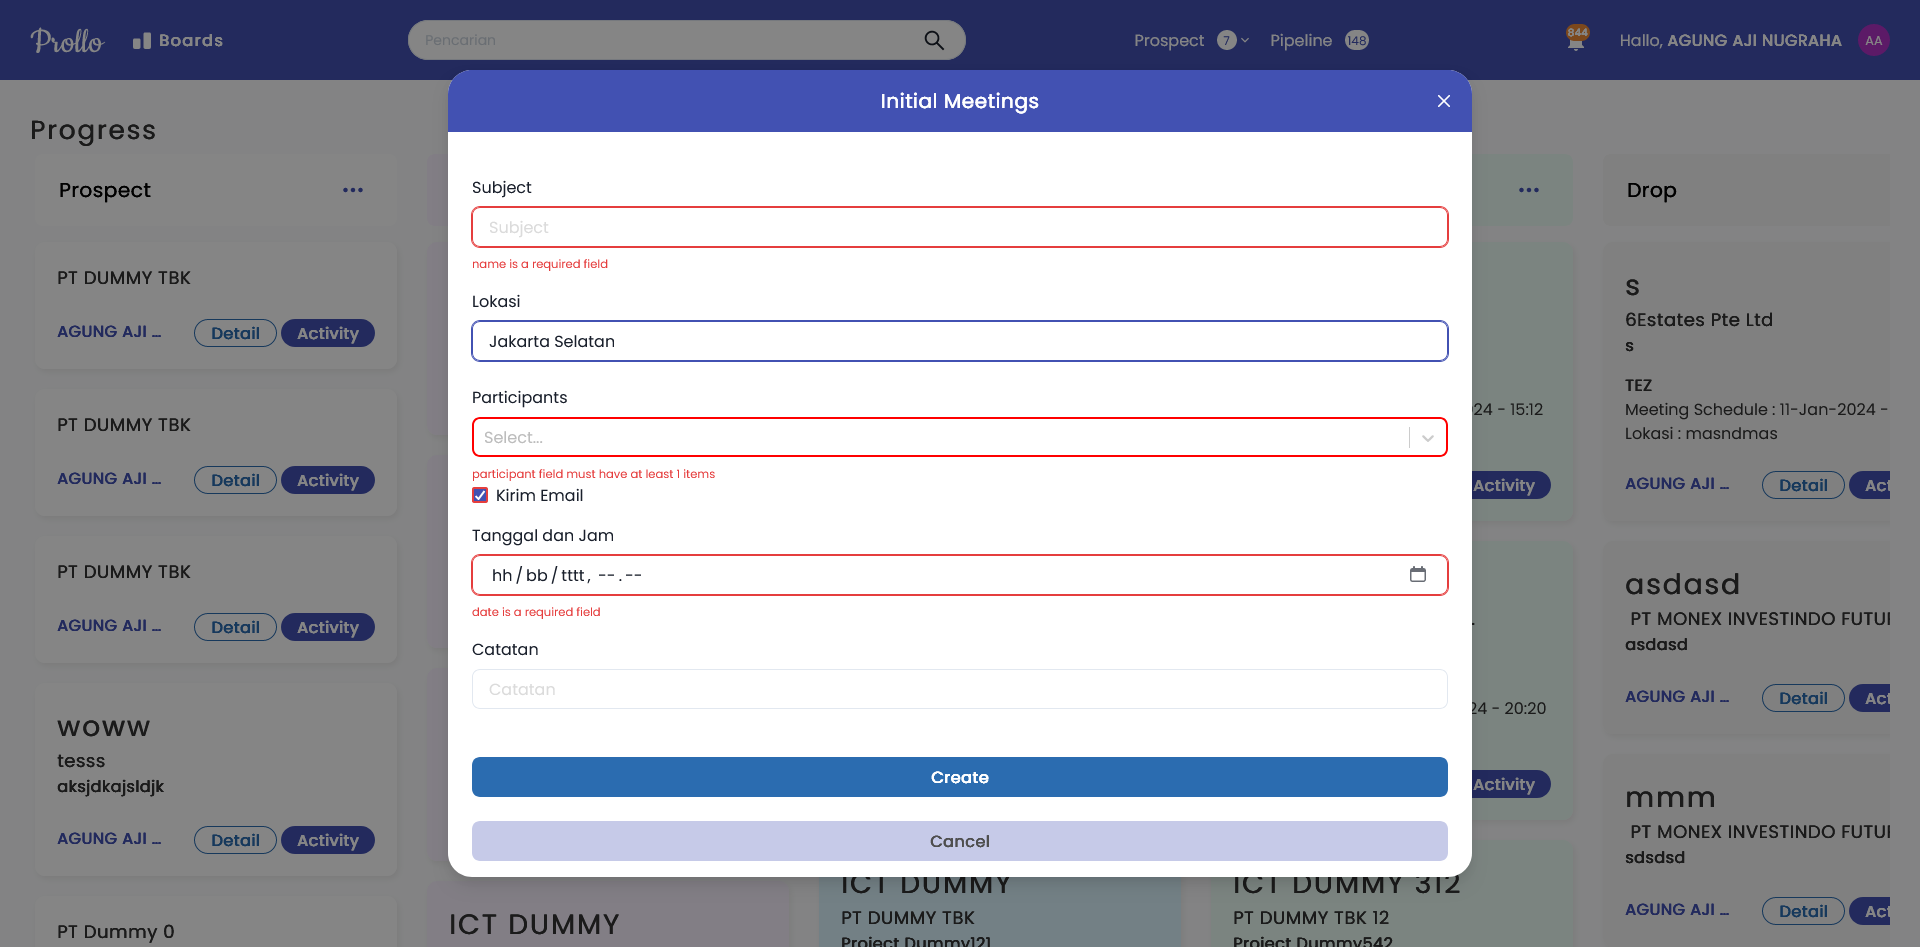 Prollo
Boards
Pencarian
Prospect 7
Pipeline 148
844
Hallo, AGUNG AJI NUGRAHA
AA
Initial Meetings
Subject
Subject
name is a required field
Lokasi
Jakarta Selatan
Participants
Select...
participant field must have at least 1 items
Kirim Email
Tanggal dan Jam
hh/bb/tttt, --.--
date is a required field
Catatan
Catatan
Create
Cancel
Progress
Prospect
PT DUMMY TBK
AGUNG AJI ... Detail Activity
PT DUMMY TBK
AGUNG AJI ... Detail Activity
PT DUMMY TBK
AGUNG AJI ... Detail Activity
woww
tesss
aksjdkajsldjk
AGUNG AJI ... Detail Activity
PT Dummy 0
ICT DUMMY
ICT DUMMY
PT DUMMY TBK
Project Dummy121
24 - 15:12
Activity
24 - 20:20
Activity
ICT DUMMY 312
PT DUMMY TBK 12
Project Dummy542
Drop
s
6Estates Pte Ltd
s
TEZ
Meeting Schedule : 11-Jan-2024 -
Lokasi : masndmas
AGUNG AJI ... Detail Act
asdasd
PT MONEX INVESTINDO FUTUI
asdasd
AGUNG AJI ... Detail Act
mmm
PT MONEX INVESTINDO FUTUI
sdsdsd
AGUNG AJI ... Detail Act